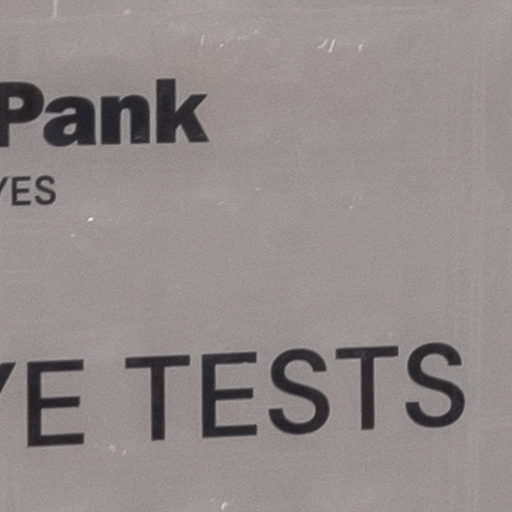 Pank
YES
YE TESTS